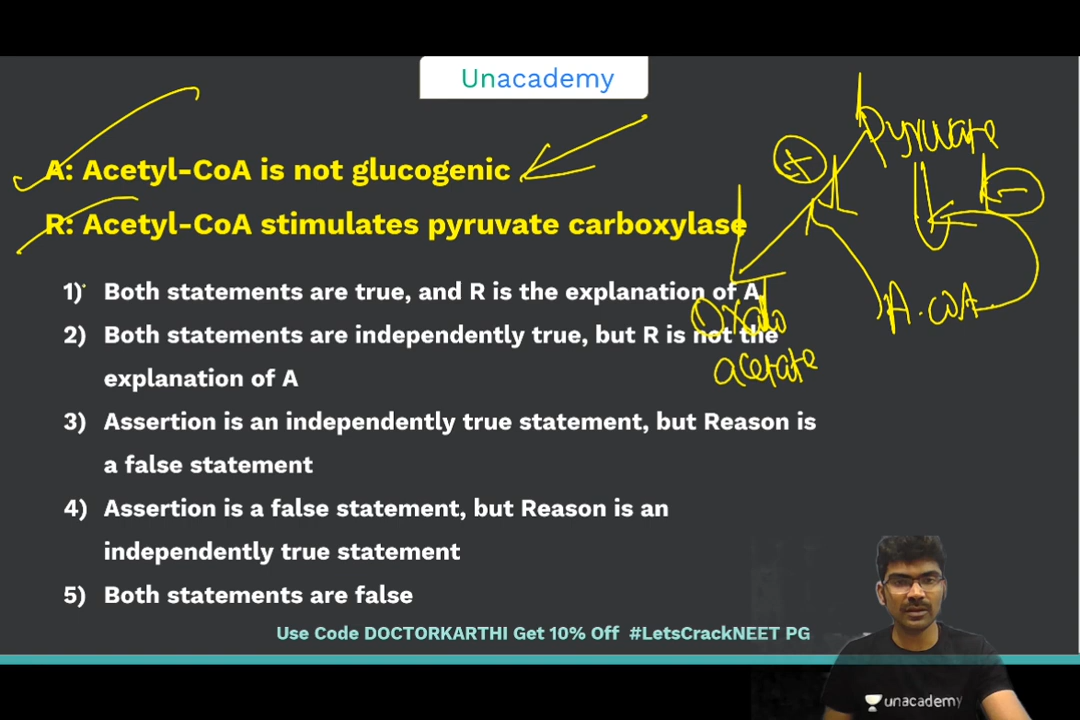 Unacademy
A: Acetyl-CoA is not glucogenic
R: Acetyl-CoA stimulates pyruvate carboxylase
1) Both statements are true, and R is the explanation of A
2) Both statements are independently true, but R is not the
explanation of A
3) Assertion is an independently true statement, but Reason is
a false statement
4) Assertion is a false statement, but Reason is an
independently true statement
5) Both statements are false
Use Code DOCTORKARTHI Get 10% Off #LetsCrackNEET PG
Pyruvate
+
-
A.COA
Oxalo
acetate
unacademy